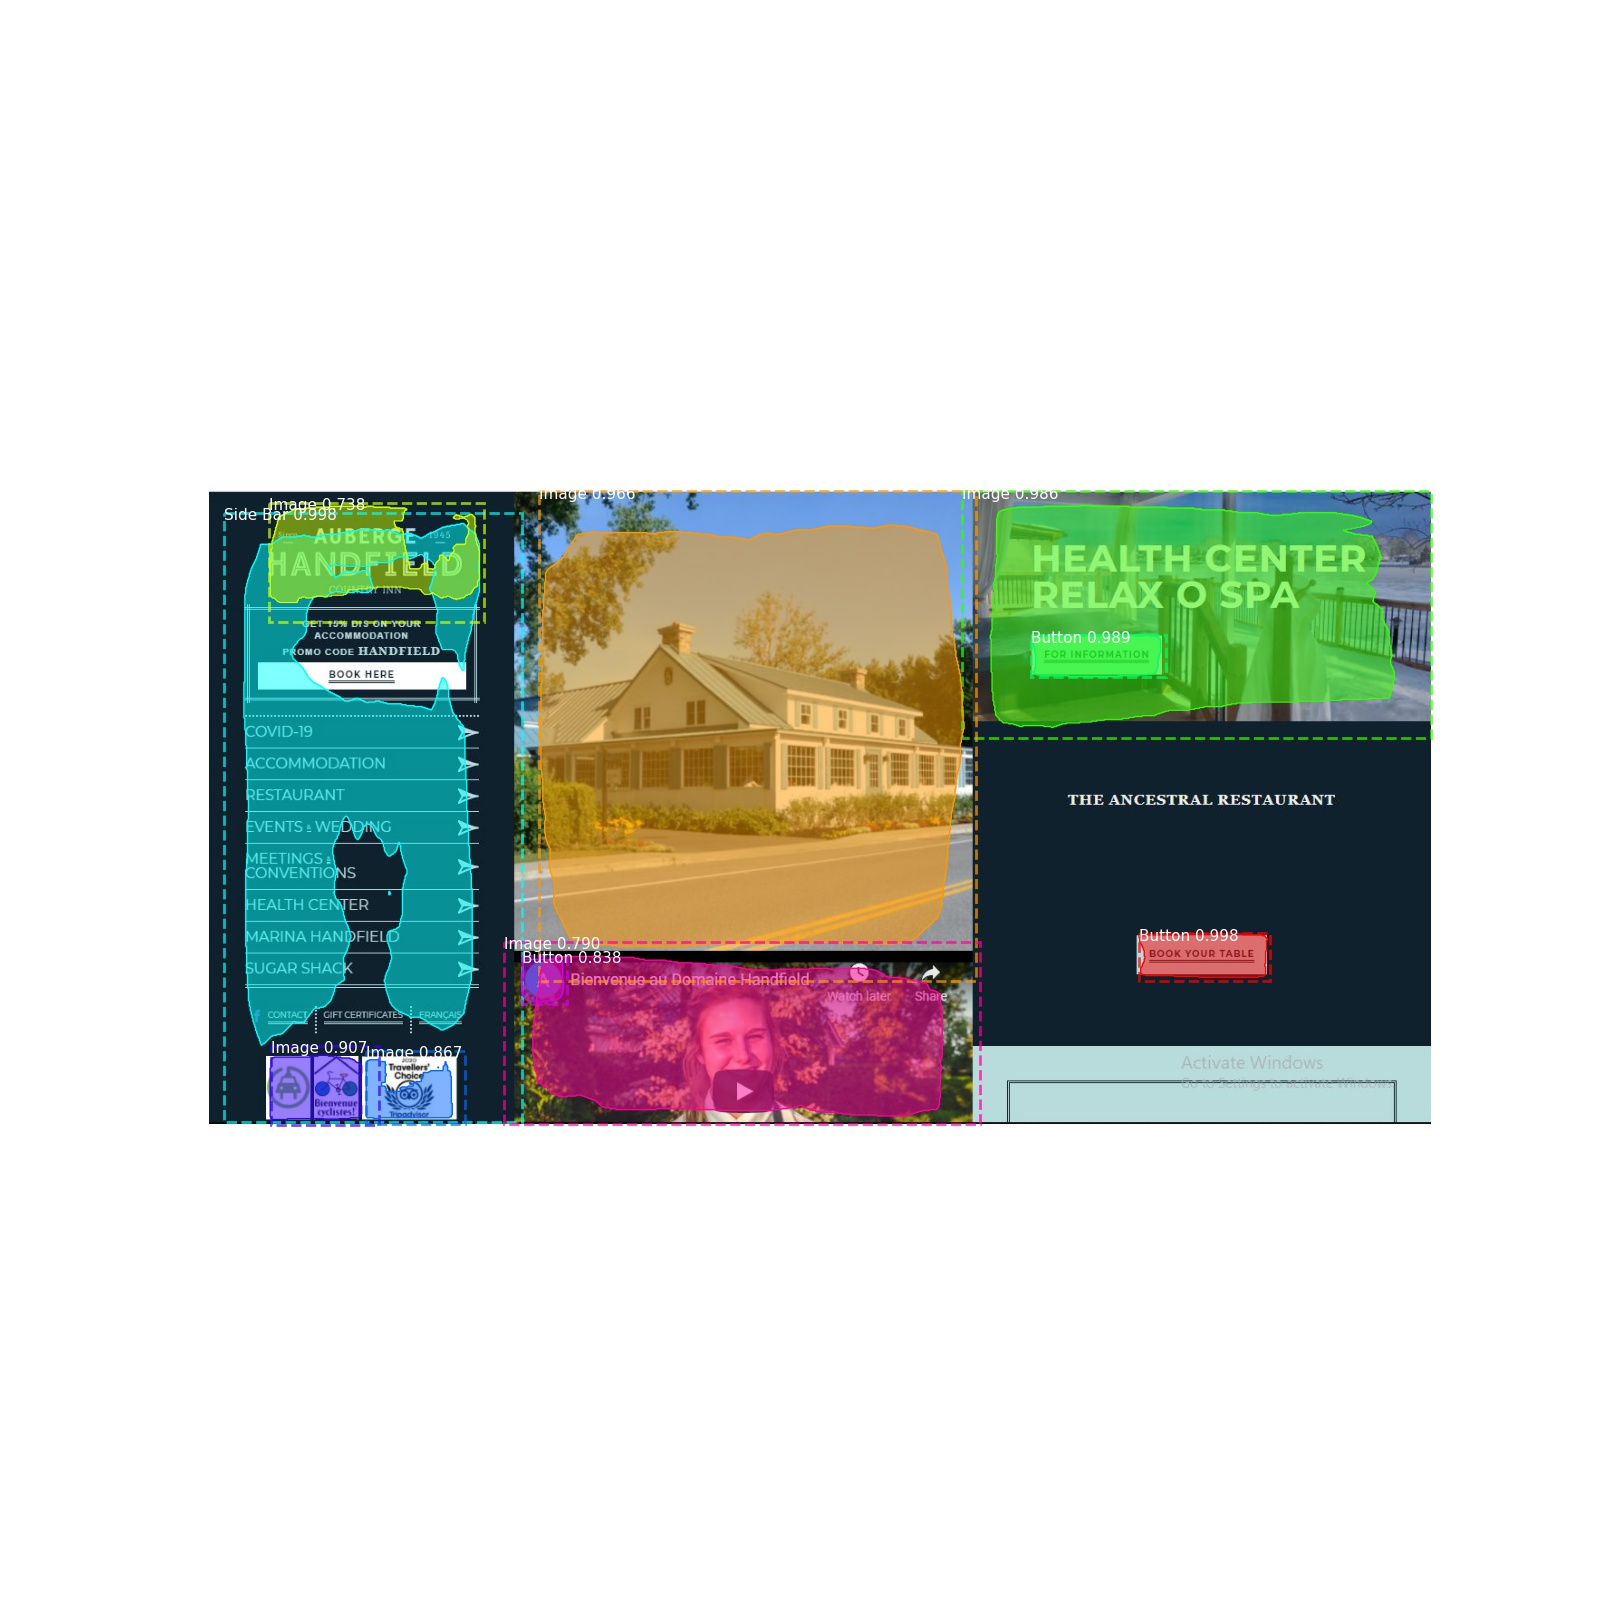 Image 0.738
Side Bar 0.998
Since AUBERGE 1945
HANDFIELD
COUNTRY INN
GET 15% DIS ON YOUR
ACCOMMODATION
PROMO CODE HANDFIELD
BOOK HERE
COVID-19
ACCOMMODATION
RESTAURANT
EVENTS & WEDDING
MEETINGS &
CONVENTIONS
HEALTH CENTER
MARINA HANDFIELD
SUGAR SHACK
CONTACT GIFT CERTIFICATES FRANÇAIS
Image 0.907
Image 0.867
Bienvenue
cyclistes!
2020
Travellers'
Choice
Tripadvisor
Image 0.966
Image 0.790
Button 0.838
Bienvenue au Domaine Handfield
Watch later Share
Image 0.986
HEALTH CENTER
RELAX O SPA
Button 0.989
FOR INFORMATION
THE ANCESTRAL RESTAURANT
Button 0.998
BOOK YOUR TABLE
Activate Windows
Go to Settings to activate Windows.